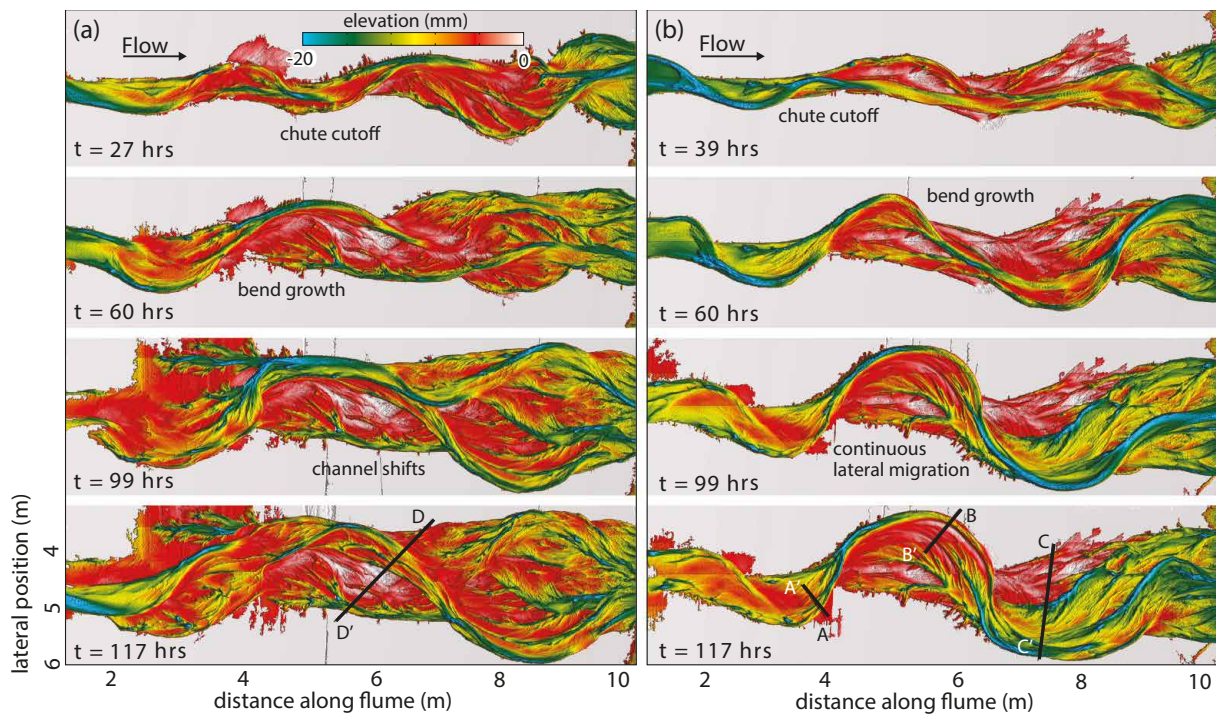 (a)
elevation (mm)
-20
0
Flow
chute cutoff
t = 27 hrs
bend growth
t = 60 hrs
channel shifts
t = 99 hrs
D
D'
t = 117 hrs
lateral position (m)
4
5
6
2
4
6
8
10
distance along flume (m)
(b)
Flow
chute cutoff
t = 39 hrs
bend growth
t = 60 hrs
continuous
lateral migration
t = 99 hrs
B
B'
C
A'
A
C'
t = 117 hrs
2
4
6
8
10
distance along flume (m)